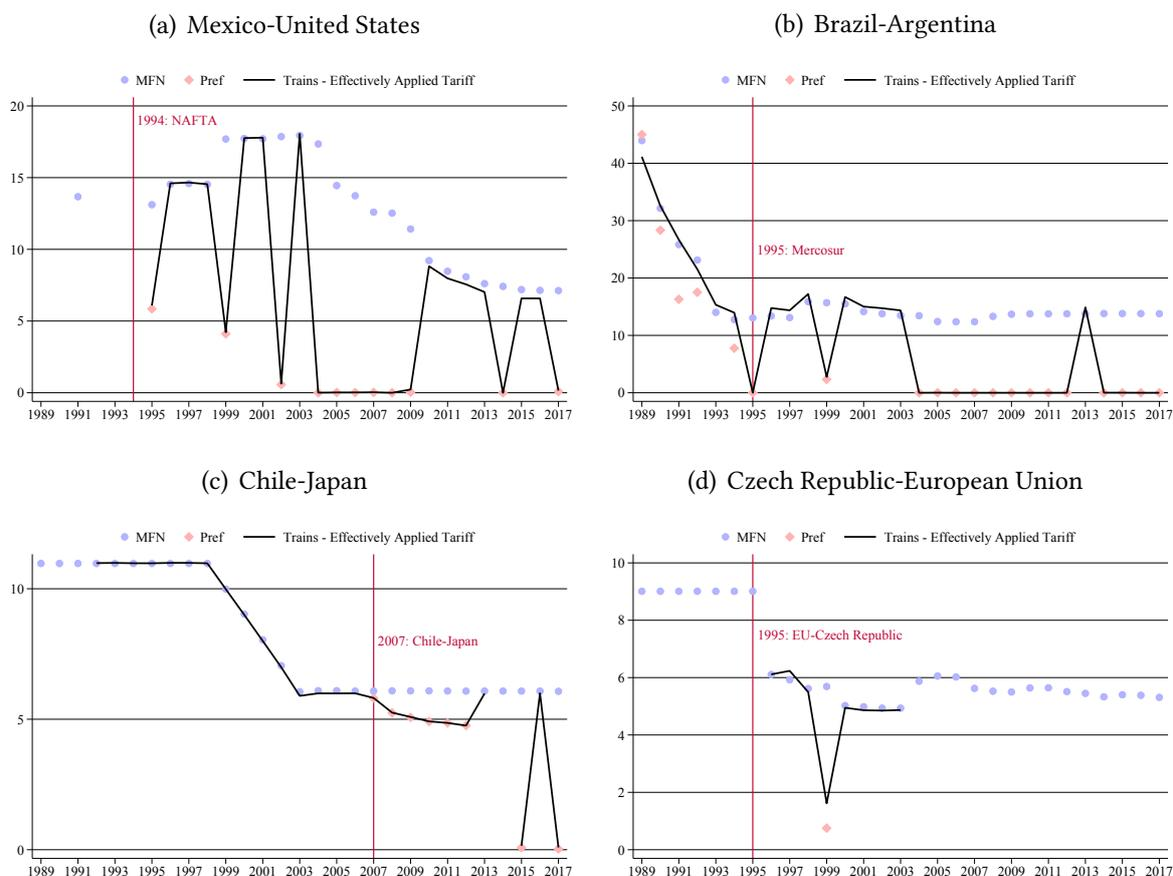 (a) Mexico-United States
MFN Pref Trains - Effectively Applied Tariff
20
15
10
5
0
1994: NAFTA
1989 1991 1993 1995 1997 1999 2001 2003 2005 2007 2009 2011 2013 2015 2017
(b) Brazil-Argentina
MFN Pref Trains - Effectively Applied Tariff
50
40
30
20
10
0
1995: Mercosur
1989 1991 1993 1995 1997 1999 2001 2003 2005 2007 2009 2011 2013 2015 2017
(c) Chile-Japan
MFN Pref Trains - Effectively Applied Tariff
10
5
0
2007: Chile-Japan
1989 1991 1993 1995 1997 1999 2001 2003 2005 2007 2009 2011 2013 2015 2017
(d) Czech Republic-European Union
MFN Pref Trains - Effectively Applied Tariff
10
8
6
4
2
0
1995: EU-Czech Republic
1989 1991 1993 1995 1997 1999 2001 2003 2005 2007 2009 2011 2013 2015 2017